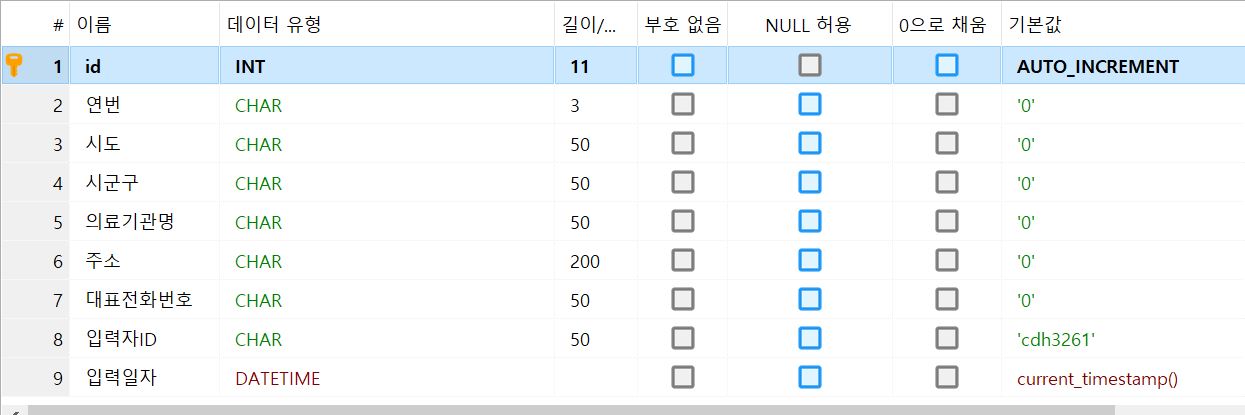 # 이름 데이터 유형 길이/... 부호 없음 NULL 허용 0으로 채움 기본값
1 id INT 11 AUTO_INCREMENT
2 연번 CHAR 3 '0'
3 시도 CHAR 50 '0'
4 시군구 CHAR 50 '0'
5 의료기관명 CHAR 50 '0'
6 주소 CHAR 200 '0'
7 대표전화번호 CHAR 50 '0'
8 입력자ID CHAR 50 'cdh3261'
9 입력일자 DATETIME current_timestamp()